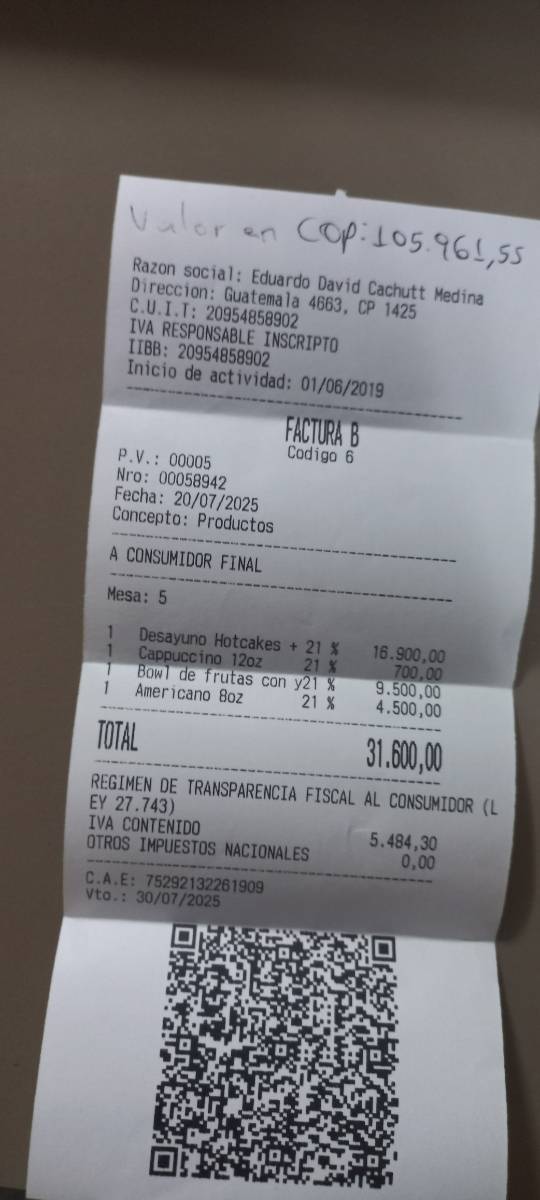 Valor en COP: 105.961,55
Razon social: Eduardo David Cachutt Medina
Direccion: Guatemala 4663, CP 1425
C.U.I.T: 20954858902
IVA RESPONSABLE INSCRIPTO
IIBB: 20954858902
Inicio de actividad: 01/06/2019
FACTURA B
Codigo 6
P.V.: 00005
Nro: 00058942
Fecha: 20/07/2025
Concepto: Productos
A CONSUMIDOR FINAL
Mesa: 5
1 Desayuno Hotcakes + 21 % 16.900,00
1 Cappuccino 12oz 21 % 700,00
1 Bowl de frutas con y21 % 9.500,00
1 Americano 8oz 21 % 4.500,00
TOTAL 31.600,00
REGIMEN DE TRANSPARENCIA FISCAL AL CONSUMIDOR (L
EY 27.743)
IVA CONTENIDO 5.484,30
OTROS IMPUESTOS NACIONALES 0,00
C.A.E: 75292132261909
Vto.: 30/07/2025